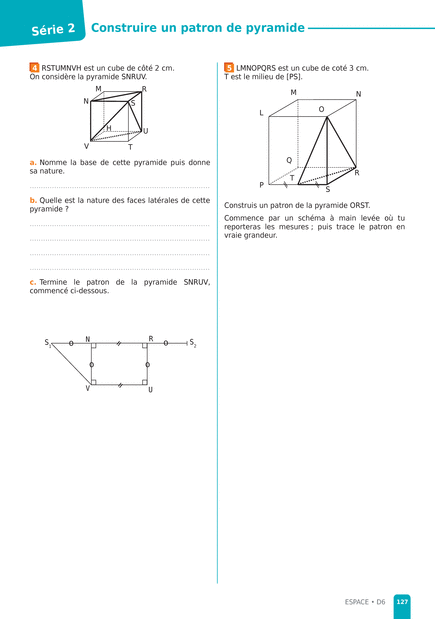 Série 2
Construire un patron de pyramide
4 RSTUMNVH est un cube de côté 2 cm.
On considère la pyramide SNRUV.
M
R
N
S
H
U
V
T
a. Nomme la base de cette pyramide puis donne
sa nature.
b. Quelle est la nature des faces latérales de cette
pyramide ?
c. Termine le patron de la pyramide SNRUV,
commencé ci-dessous.
N
R
V
U
5 LMNOPQRS est un cube de coté 3 cm.
T est le milieu de [PS].
M
N
L
O
Q
R
P
T
S
Construis un patron de la pyramide ORST.
Commence par un schéma à main levée où tu
reporteras les mesures ; puis trace le patron en
vraie grandeur.
ESPACE • D6
127